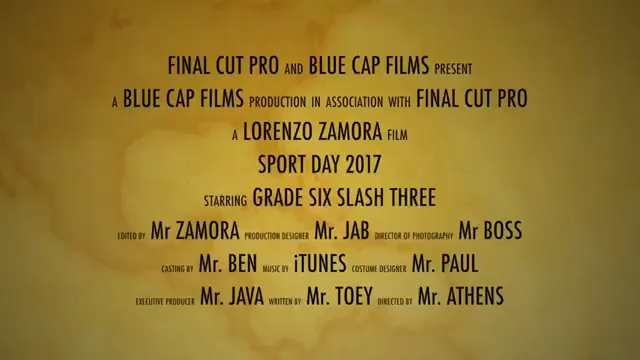 FINAL CUT PRO AND BLUE CAP FILMS PRESENT
A BLUE CAP FILMS PRODUCTION IN ASSOCIATION WITH FINAL CUT PRO
A LORENZO ZAMORA FILM
SPORT DAY 2017
STARRING GRADE SIX SLASH THREE
EDITED BY Mr ZAMORA PRODUCTION DESIGNER Mr. JAB DIRECTOR OF PHOTOGRAPHY Mr BOSS
CASTING BY Mr. BEN MUSIC BY iTUNES COSTUME DESIGNER Mr. PAUL
EXECUTIVE PRODUCER Mr. JAVA WRITTEN BY Mr. TOEY DIRECTED BY Mr. ATHENS